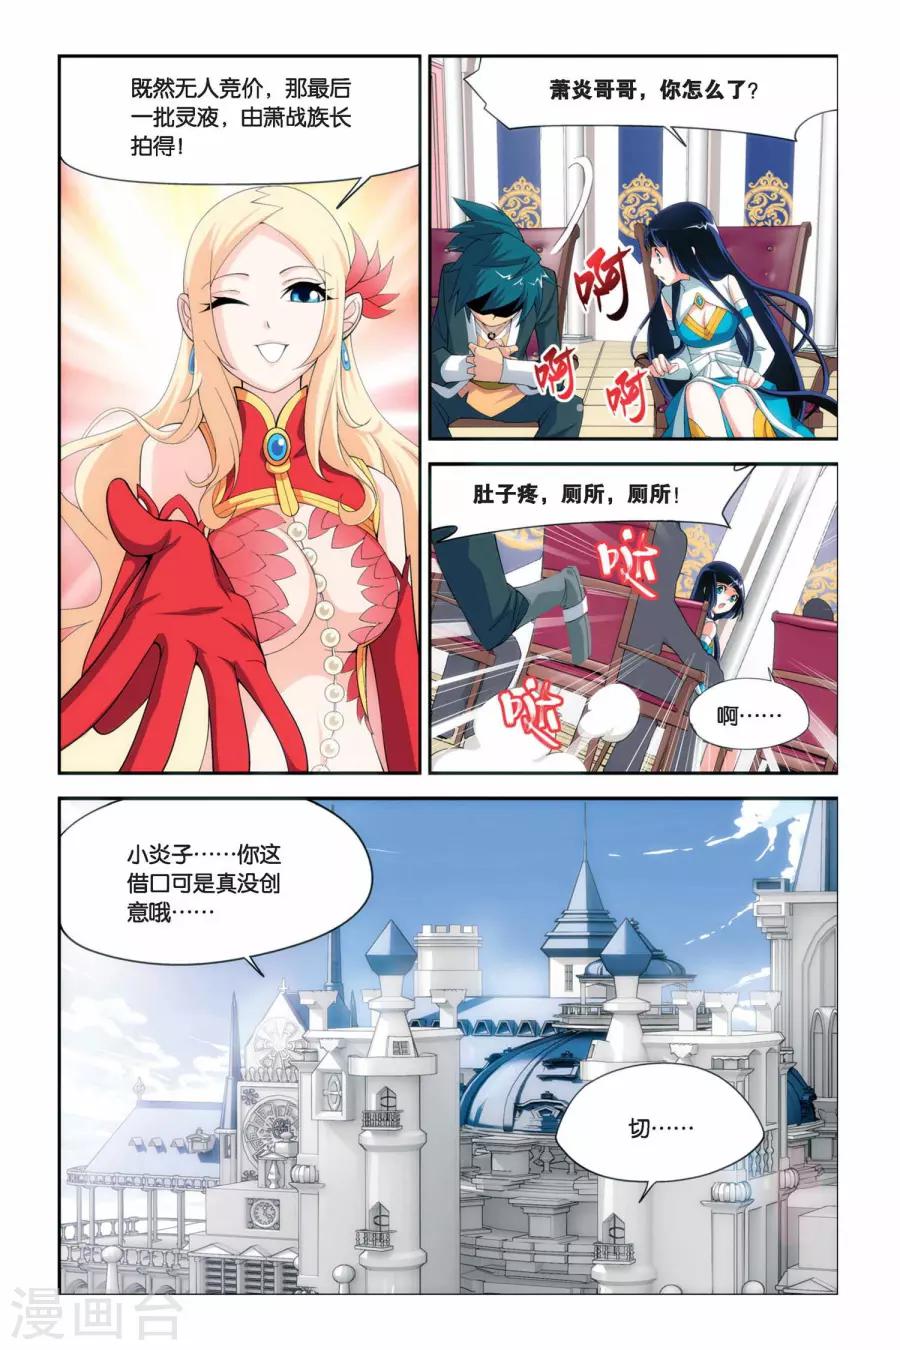 既然无人竞价，那最后
一批灵液，由萧战族长
拍得！
萧炎哥哥，你怎么了？
啊
啊
啊
肚子疼，厕所，厕所！
哒
哒
啊……
小炎子……你这
借口可是真没创
意哦……
切……
漫画台